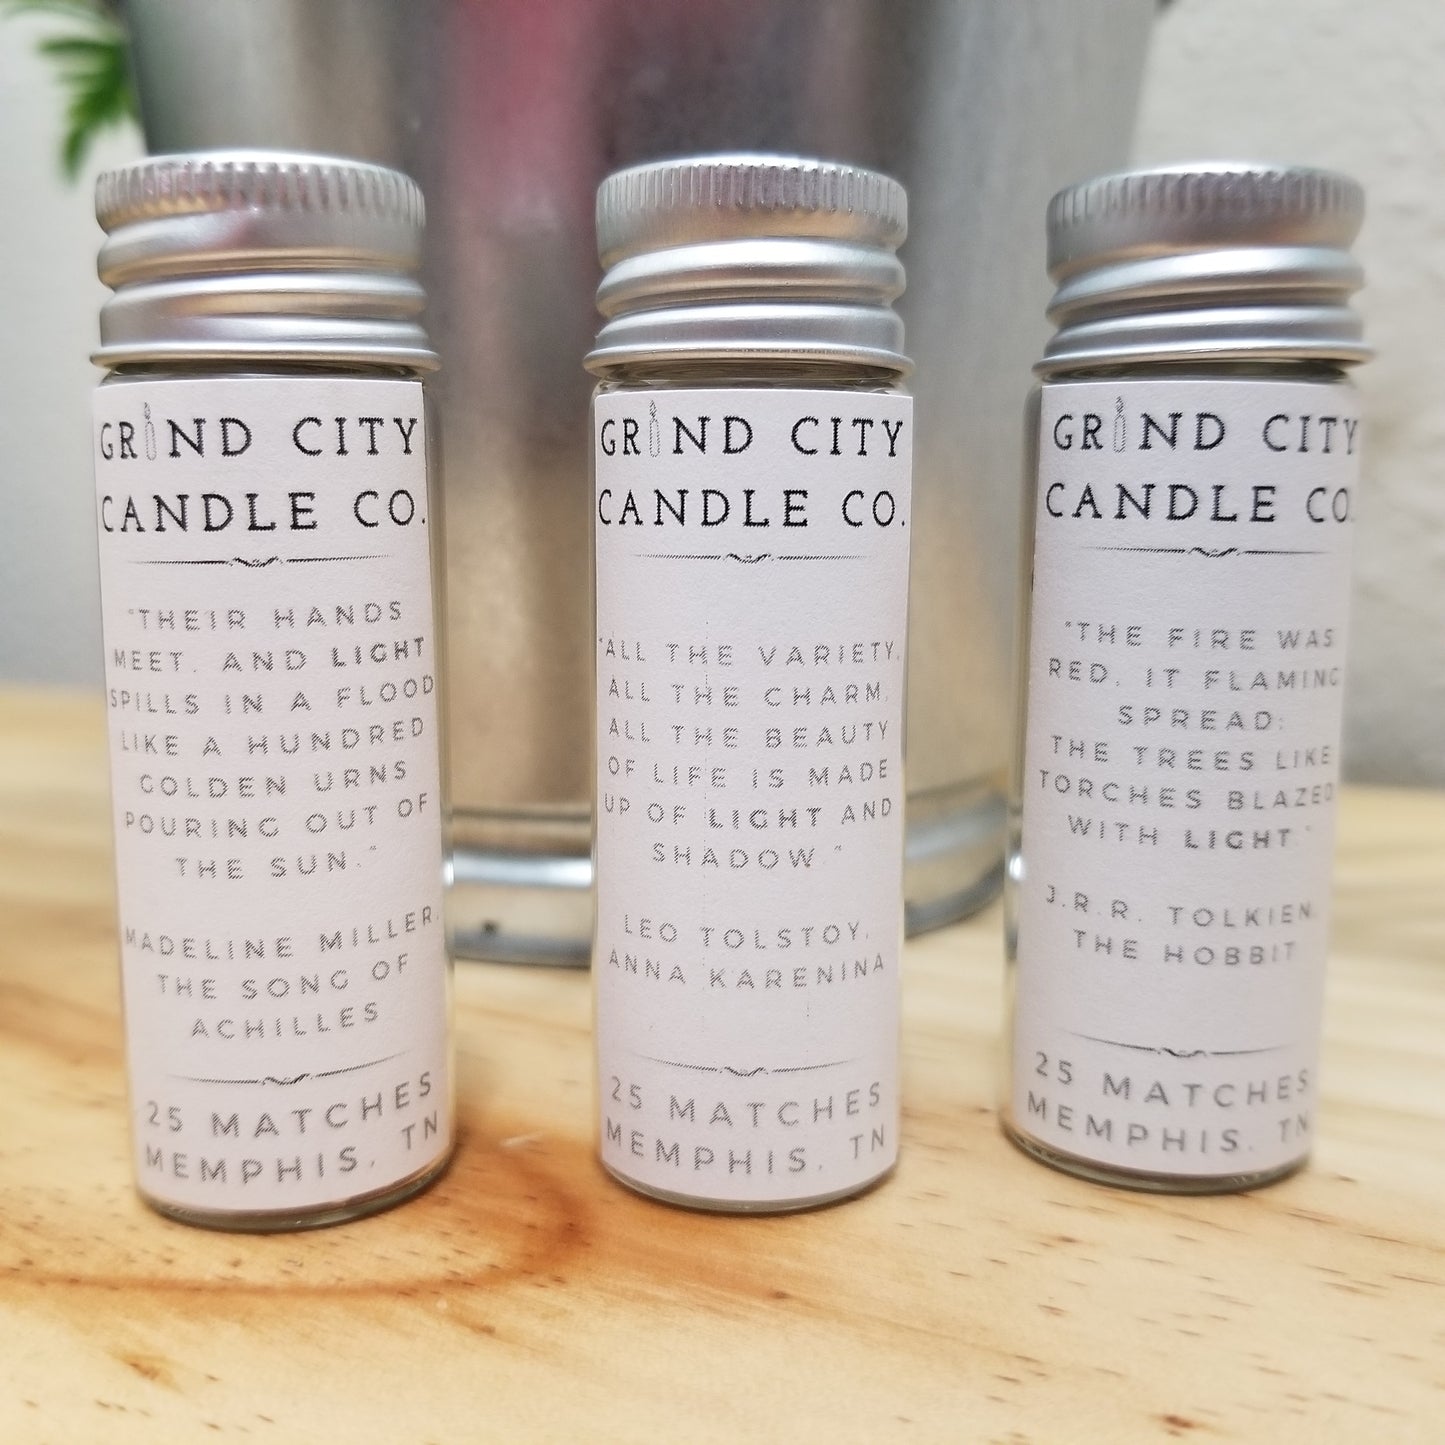 GRIND CITY
CANDLE CO.
"THEIR HANDS
MEET, AND LIGHT
SPILLS IN A FLOOD
LIKE A HUNDRED
GOLDEN URNS
POURING OUT OF
THE SUN."
MADELINE MILLER,
THE SONG OF
ACHILLES
25 MATCHES
MEMPHIS, TN
GRIND CITY
CANDLE CO.
"ALL THE VARIETY,
ALL THE CHARM,
ALL THE BEAUTY
OF LIFE IS MADE
UP OF LIGHT AND
SHADOW."
LEO TOLSTOY,
ANNA KARENINA
25 MATCHES
MEMPHIS, TN
GRIND CITY
CANDLE CO.
"THE FIRE WAS
RED, IT FLAMING
SPREAD;
THE TREES LIKE
TORCHES BLAZED
WITH LIGHT."
J.R.R. TOLKIEN,
THE HOBBIT
25 MATCHES
MEMPHIS, TN